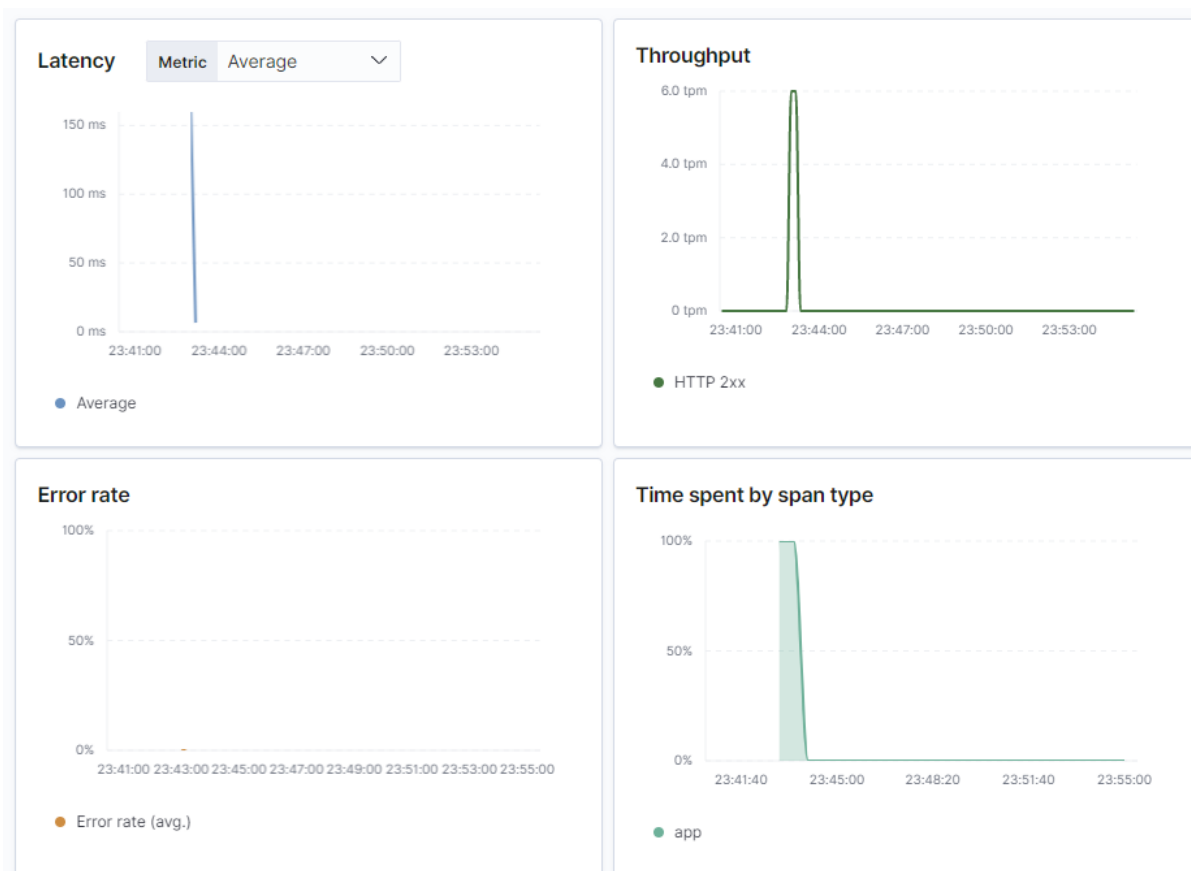 Latency
Metric Average
150 ms
100 ms
50 ms
0 ms
23:41:00 23:44:00 23:47:00 23:50:00 23:53:00
Average
Throughput
6.0 tpm
4.0 tpm
2.0 tpm
0 tpm
23:41:00 23:44:00 23:47:00 23:50:00 23:53:00
HTTP 2xx
Error rate
100%
50%
0%
23:41:00 23:43:00 23:45:00 23:47:00 23:49:00 23:51:00 23:53:00 23:55:00
Error rate (avg.)
Time spent by span type
100%
50%
0%
23:41:40 23:45:00 23:48:20 23:51:40 23:55:00
app